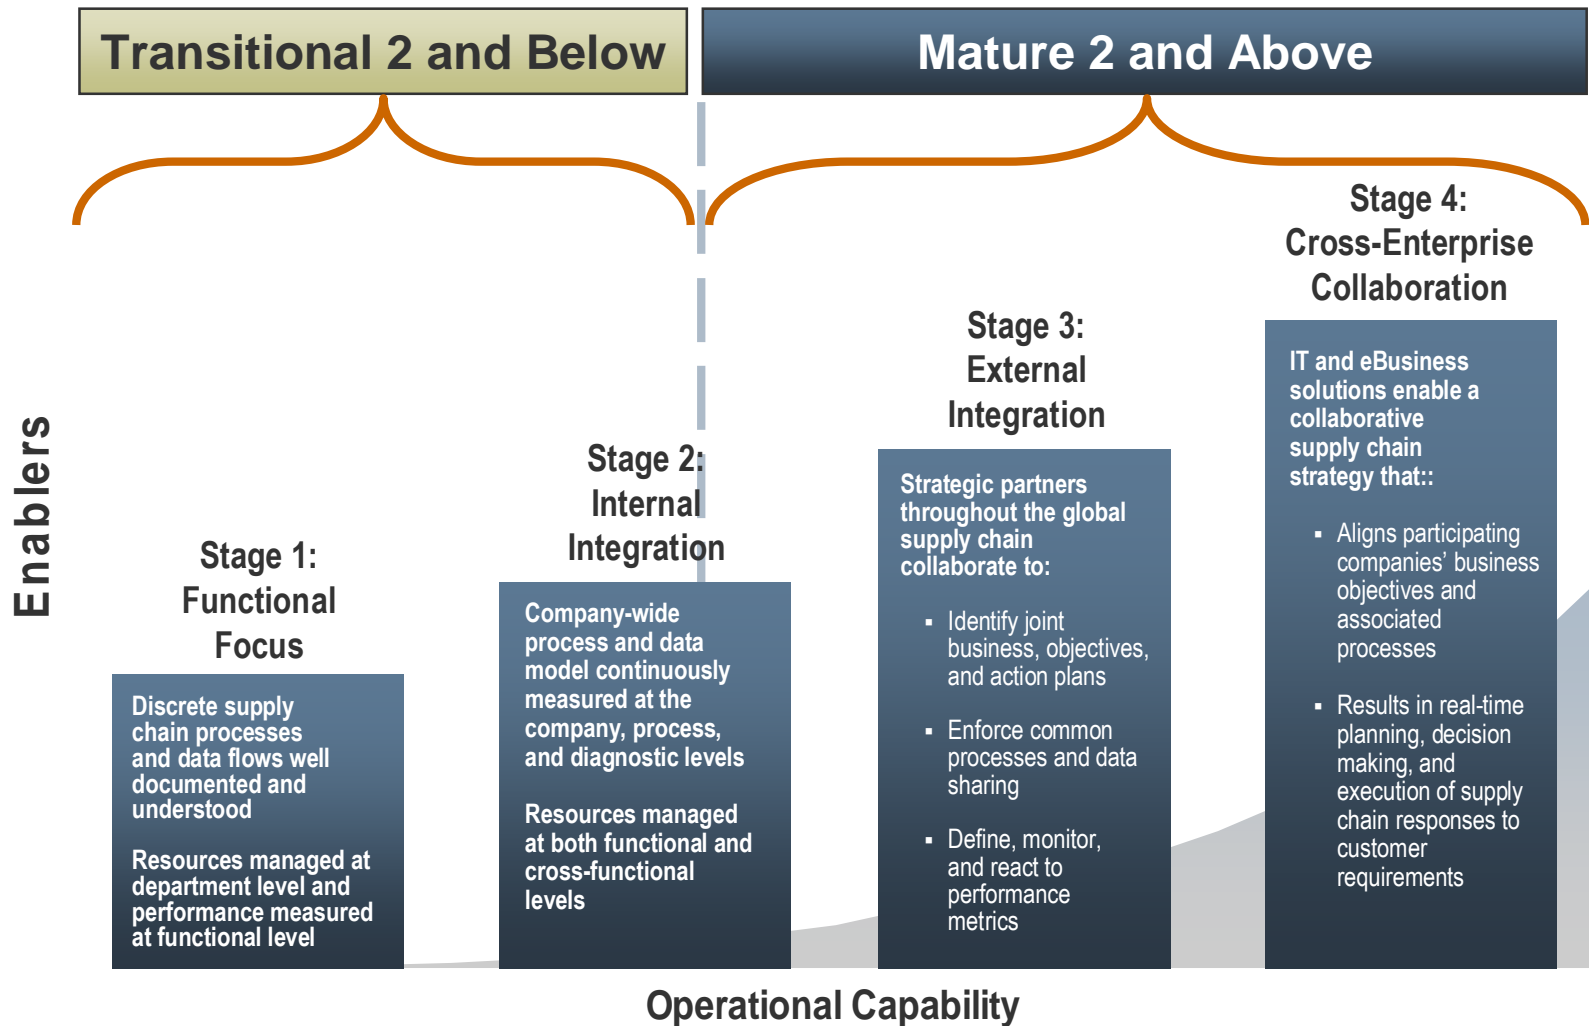 Transitional 2 and Below
Mature 2 and Above
Enablers
Stage 1:
Functional
Focus
Discrete supply
chain processes
and data flows well
documented and
understood
Resources managed at
department level and
performance measured
at functional level
Stage 2:
Internal
Integration
Company-wide
process and data
model continuously
measured at the
company, process,
and diagnostic levels
Resources managed
at both functional and
cross-functional
levels
Stage 3:
External
Integration
Strategic partners
throughout the global
supply chain
collaborate to:
▪ Identify joint
business, objectives,
and action plans
▪ Enforce common
processes and data
sharing
▪ Define, monitor,
and react to
performance
metrics
Stage 4:
Cross-Enterprise
Collaboration
IT and eBusiness
solutions enable a
collaborative
supply chain
strategy that::
▪ Aligns participating
companies’ business
objectives and
associated
processes
▪ Results in real-time
planning, decision
making, and
execution of supply
chain responses to
customer
requirements
Operational Capability